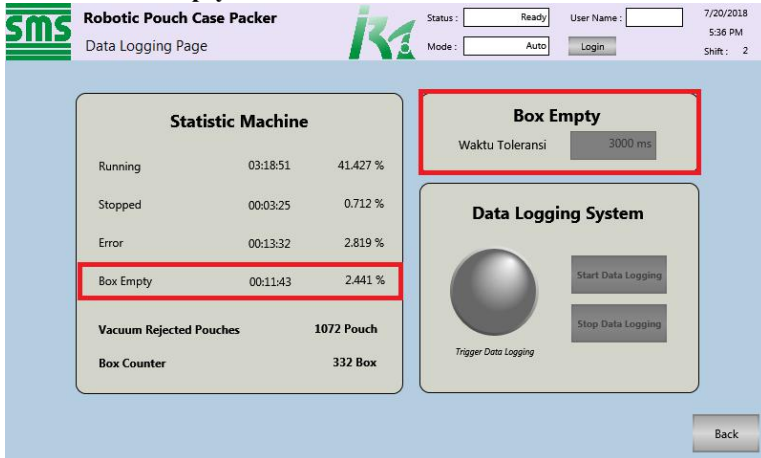 sms
Robotic Pouch Case Packer
Data Logging Page
Status : Ready
User Name :
7/20/2018
5:36 PM
Mode : Auto
Login
Shift : 2
Statistic Machine
Running 03:18:51 41.427 %
Stopped 00:03:25 0.712 %
Error 00:13:32 2.819 %
Box Empty 00:11:43 2.441 %
Vacuum Rejected Pouches 1072 Pouch
Box Counter 332 Box
Box Empty
Waktu Toleransi 3000 ms
Data Logging System
Start Data Logging
Stop Data Logging
Trigger Data Logging
Back